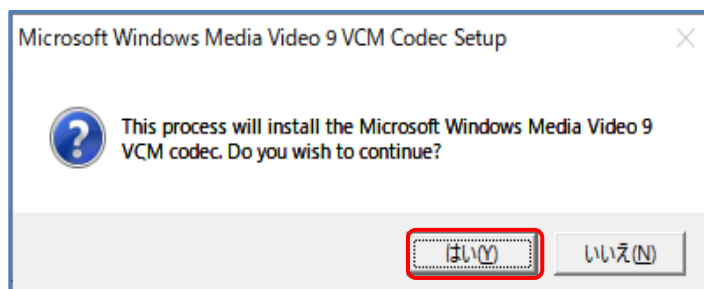 Microsoft Windows Media Video 9 VCM Codec Setup
This process will install the Microsoft Windows Media Video 9
VCM codec. Do you wish to continue?
はい(Y) いいえ(N)